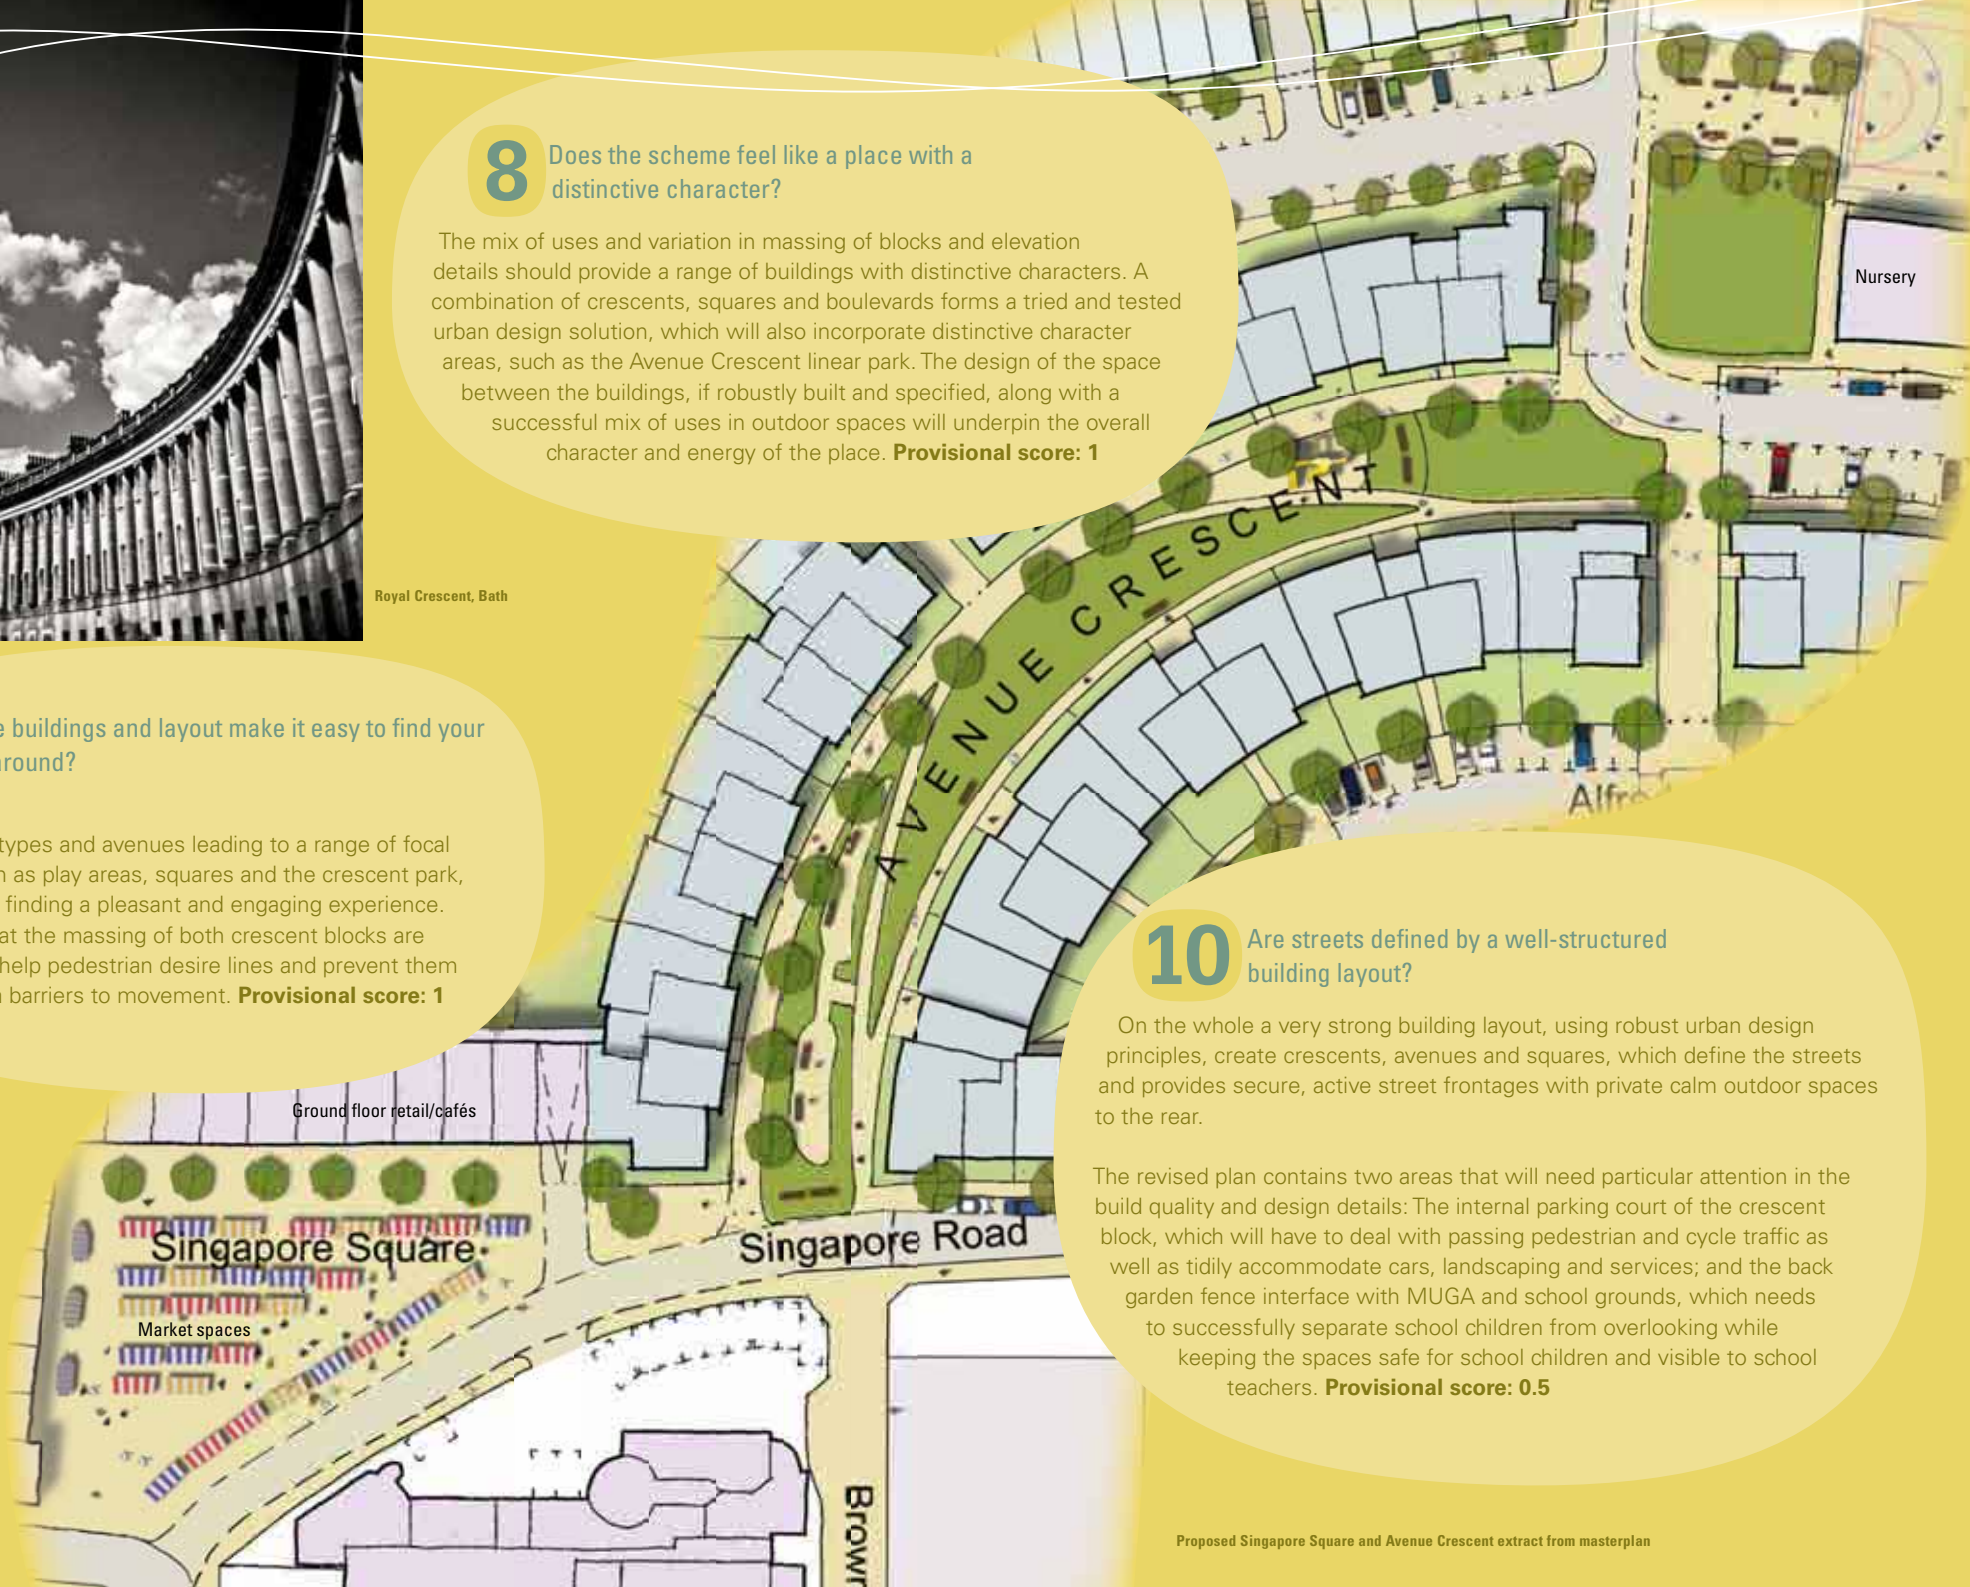 8
Does the scheme feel like a place with a
distinctive character?
The mix of uses and variation in massing of blocks and elevation
details should provide a range of buildings with distinctive characters. A
combination of crescents, squares and boulevards forms a tried and tested
urban design solution, which will also incorporate distinctive character
areas, such as the Avenue Crescent linear park. The design of the space
between the buildings, if robustly built and specified, along with a
successful mix of uses in outdoor spaces will underpin the overall
character and energy of the place. Provisional score: 1
Nursery
Royal Crescent, Bath
AVENUE CRESCENT
buildings and layout make it easy to find your
around?
types and avenues leading to a range of focal
as play areas, squares and the crescent park,
finding a pleasant and engaging experience.
at the massing of both crescent blocks are
help pedestrian desire lines and prevent them
barriers to movement. Provisional score: 1
10
Are streets defined by a well-structured
building layout?
On the whole a very strong building layout, using robust urban design
principles, create crescents, avenues and squares, which define the streets
and provides secure, active street frontages with private calm outdoor spaces
to the rear.
The revised plan contains two areas that will need particular attention in the
build quality and design details: The internal parking court of the crescent
block, which will have to deal with passing pedestrian and cycle traffic as
well as tidily accommodate cars, landscaping and services; and the back
garden fence interface with MUGA and school grounds, which needs
to successfully separate school children from overlooking while
keeping the spaces safe for school children and visible to school
teachers. Provisional score: 0.5
Ground floor retail/cafés
Singapore Square
Singapore Road
Market spaces
Brown
Proposed Singapore Square and Avenue Crescent extract from masterplan